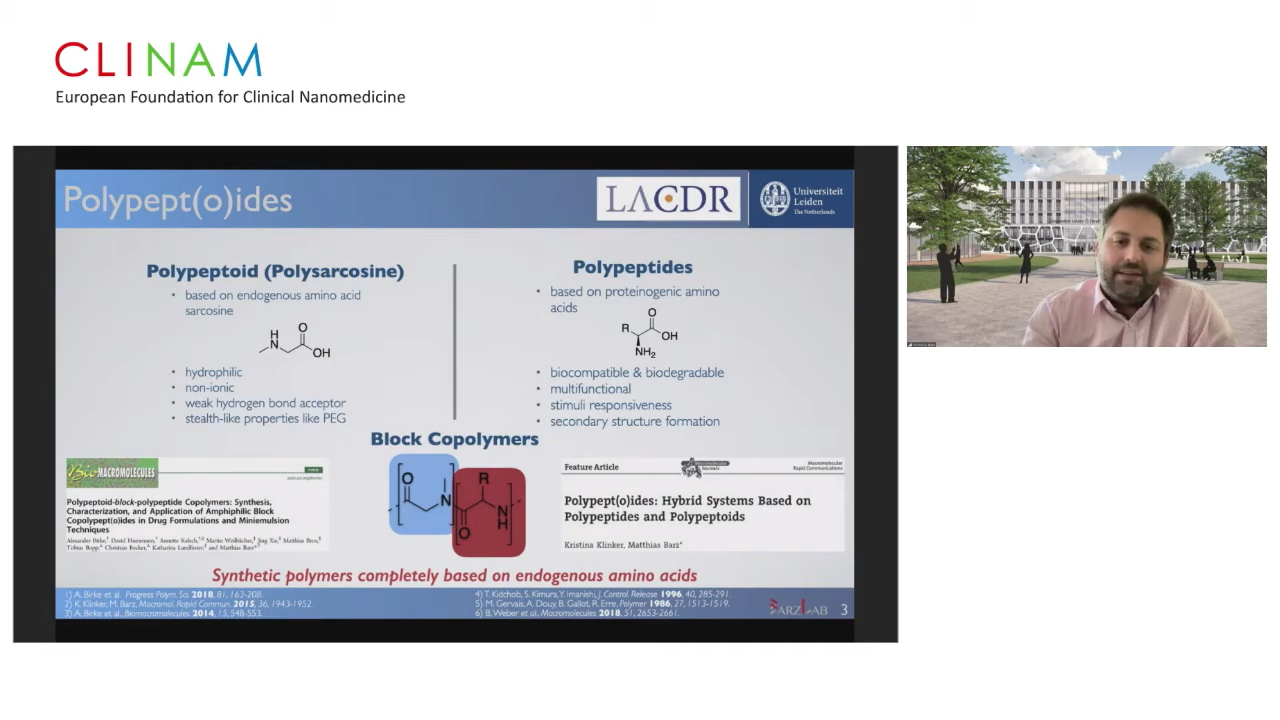 CLINAM
European Foundation for Clinical Nanomedicine
Polypept(o)ides
LACDR
Universiteit
Leiden
The Netherlands
Polypeptoid (Polysarcosine)
• based on endogenous amino acid
sarcosine
H
N
O
OH
• hydrophilic
• non-ionic
• weak hydrogen bond acceptor
• stealth-like properties like PEG
Polypeptides
• based on proteinogenic amino
acids
O
R
OH
NH2
• biocompatible & biodegradable
• multifunctional
• stimuli responsiveness
• secondary structure formation
Block Copolymers
O
N
R
O
N
H
Bio MACROMOLECULES
Polypeptoid-block-polypeptide Copolymers: Synthesis,
Characterization, and Application of Amphiphilic Block
Copolypept(o)ides in Drug Formulations and Miniemulsion
Techniques
Feature Article
Macromolecular
Rapid Communications
Polypept(o)ides: Hybrid Systems Based on
Polypeptides and Polypeptoids
Kristina Klinker, Matthias Barz*
Synthetic polymers completely based on endogenous amino acids
1) A. Birke et al. Progress Polym. Sci. 2018, 81, 163-208.
2) K. Klinker, M. Barz, Macromol. Rapid Commun. 2015, 36, 1943-1952.
3) A. Birke et al., Biomacromolecules 2014, 15, 548-553.
4) T. Kidchob, S. Kimura, Y. Imanishi, J. Control. Release 1996, 40, 285-291.
5) M. Gervais, A. Douy, B. Gallot, R. Erre, Polymer 1986, 27, 1513-1519.
6) B. Weber et al., Macromolecules 2018, 51, 2653-2661.
BARZLAB
3